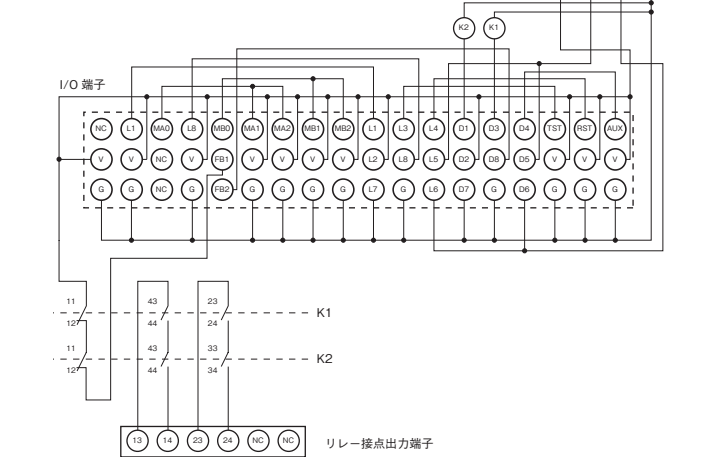 K2 K1
I/O 端子
NC L1 MA0 L8 MB0 MA1 MA2 MB1 MB2 L1 L3 L4 D1 D3 D4 TST RST AUX
V V NC V FB1 V V V V L2 L8 L5 D2 D8 D5 V V V
G G NC G FB2 G G G G L7 G L6 D7 G D6 G G G
11 43 23
K1
12 44 24
11 43 33
K2
12 44 34
13 14 23 24 NC NC
リレー接点出力端子